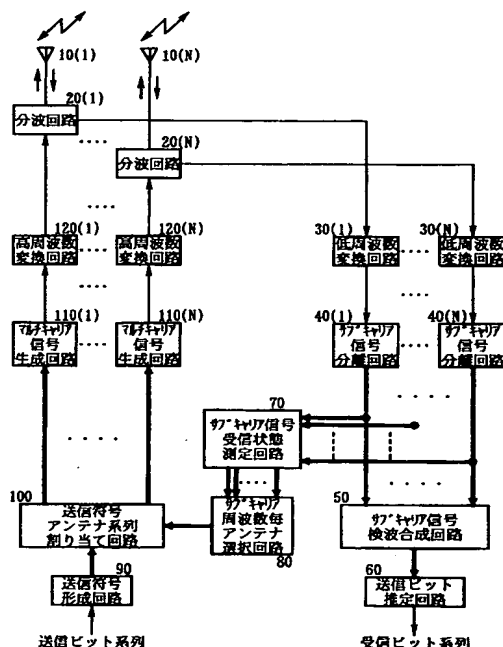 10(1)
10(N)
20(1)
分波回路
20(N)
分波回路
120(1)
高周波数
変換回路
120(N)
高周波数
変換回路
30(1)
低周波数
変換回路
30(N)
低周波数
変換回路
110(1)
マルチキャリア
信号
生成回路
110(N)
マルチキャリア
信号
生成回路
40(1)
サブキャリア
信号
分離回路
40(N)
サブキャリア
信号
分離回路
70
サブキャリア信号
受信状態
測定回路
100
送信符号
アンテナ系列
割り当て回路
サブキャリア
周波数毎
アンテナ
選択回路
80
50
サブキャリア信号
検波合成回路
90
送信符号
形成回路
60
送信ビット
推定回路
送信ビット系列
受信ビット系列